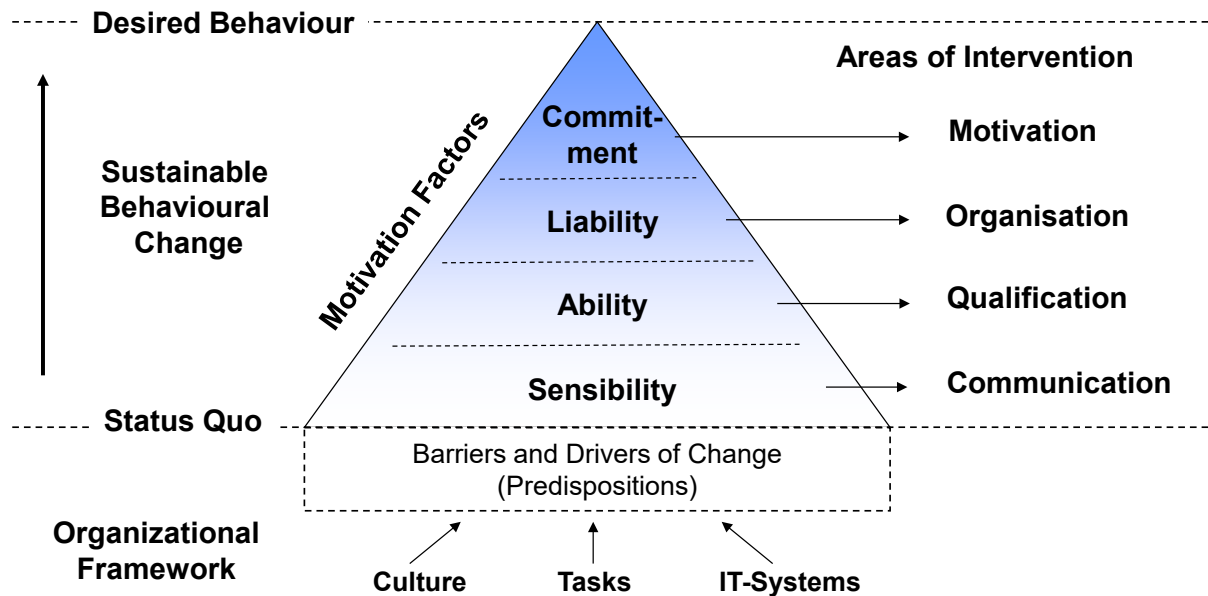 Desired Behaviour
Areas of Intervention
Motivation Factors
Commit-
ment
Motivation
Sustainable
Behavioural
Change
Liability
Organisation
Ability
Qualification
Sensibility
Communication
Status Quo
Barriers and Drivers of Change
(Predispositions)
Organizational
Framework
Culture
Tasks
IT-Systems